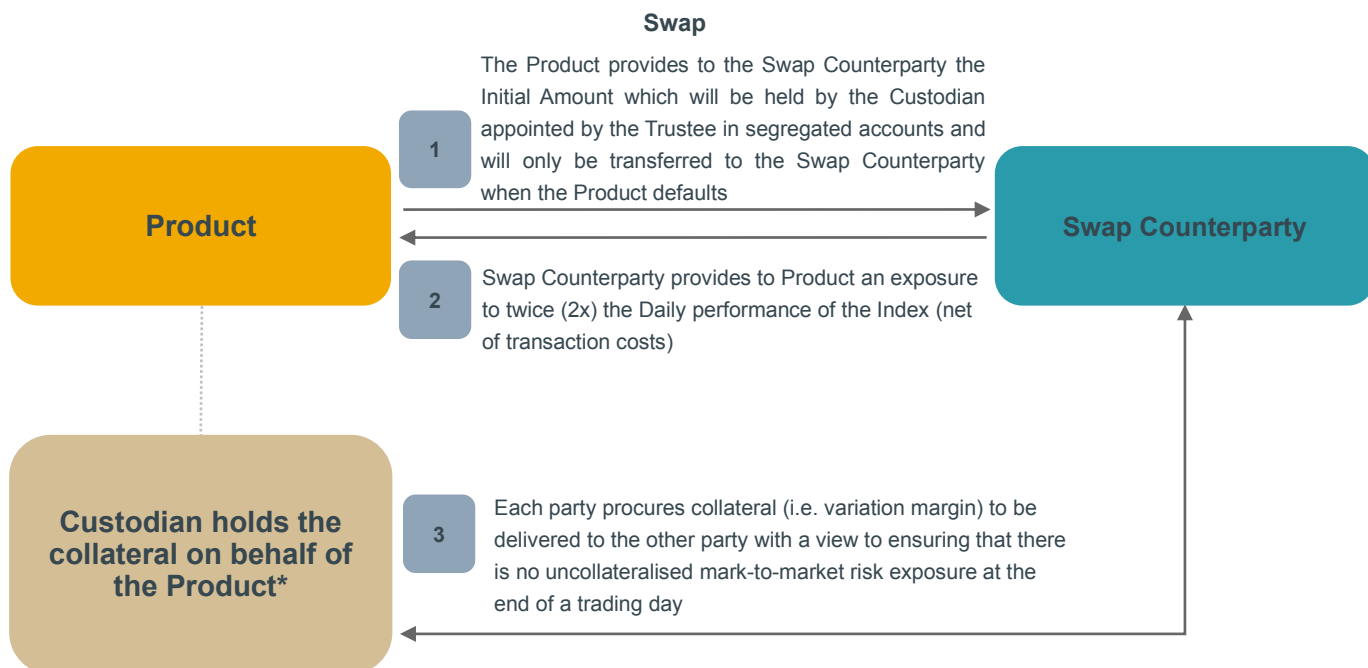 Swap
The Product provides to the Swap Counterparty the
Initial Amount which will be held by the Custodian
appointed by the Trustee in segregated accounts and
will only be transferred to the Swap Counterparty
when the Product defaults
1
Product
Swap Counterparty
2
Swap Counterparty provides to Product an exposure
to twice (2x) the Daily performance of the Index (net
of transaction costs)
Custodian holds the
collateral on behalf of
the Product*
3
Each party procures collateral (i.e. variation margin) to be
delivered to the other party with a view to ensuring that there
is no uncollateralised mark-to-market risk exposure at the
end of a trading day